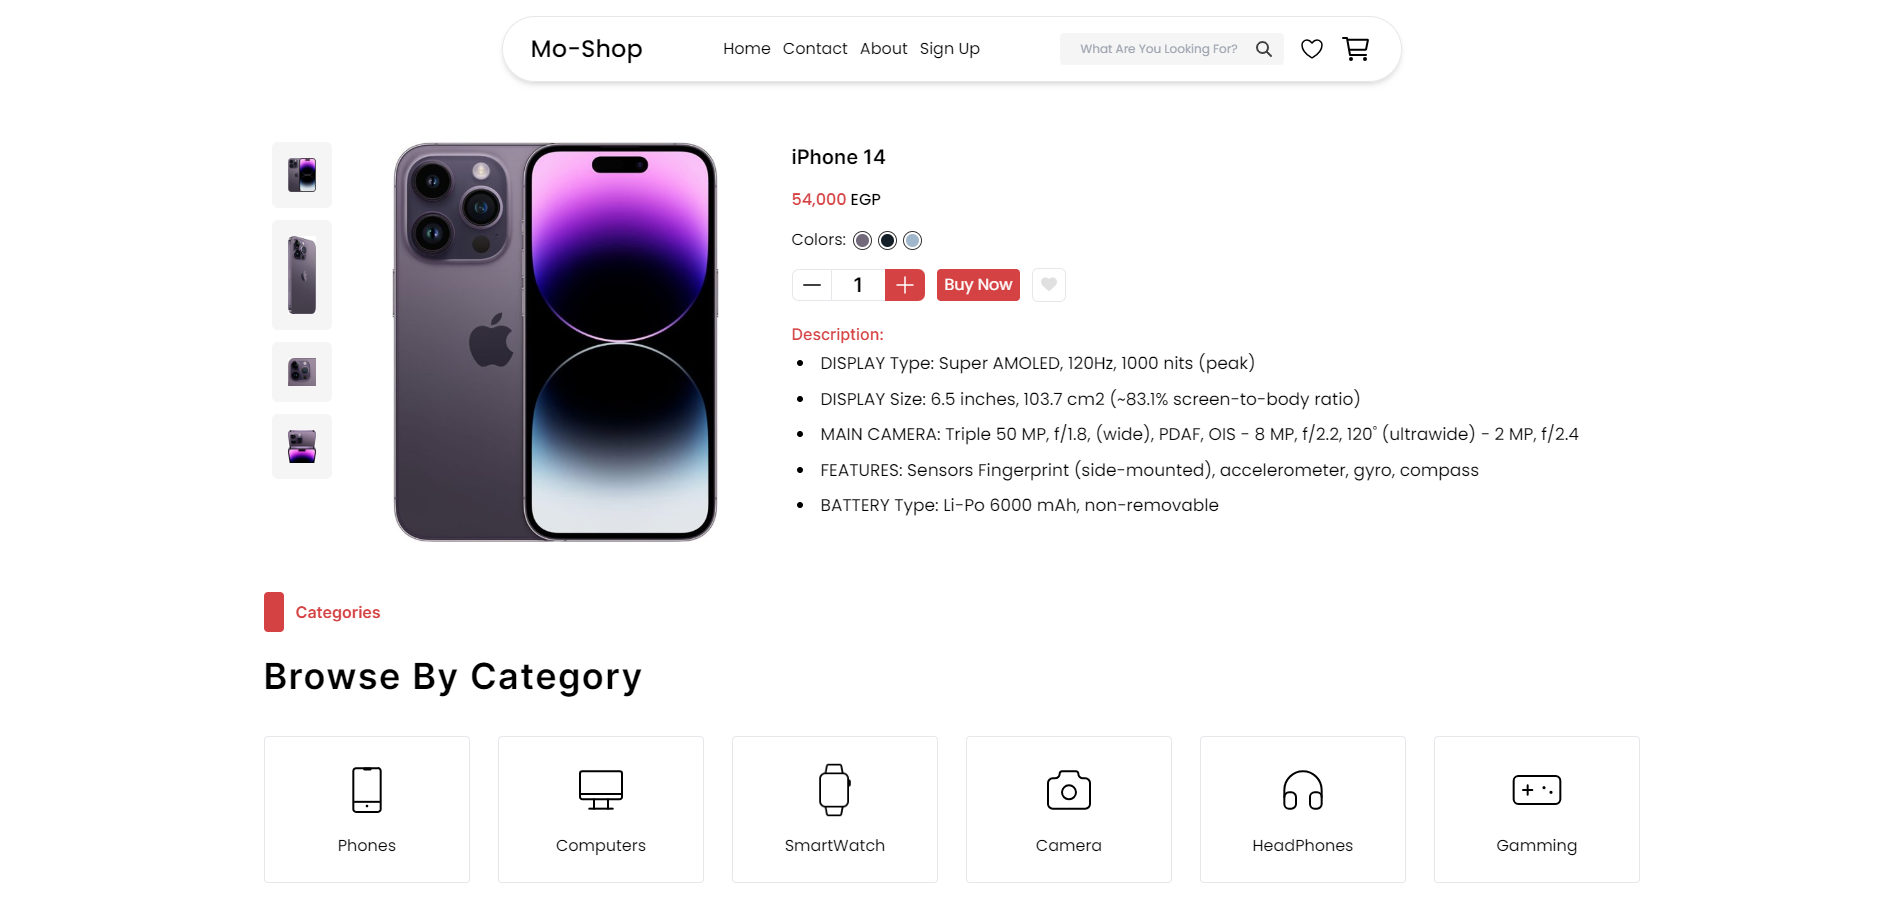 Mo-Shop
Home Contact About Sign Up
What Are You Looking For?
iPhone 14
54,000 EGP
Colors:
1
Buy Now
Description:
DISPLAY Type: Super AMOLED, 120Hz, 1000 nits (peak)
DISPLAY Size: 6.5 inches, 103.7 cm2 (~83.1% screen-to-body ratio)
MAIN CAMERA: Triple 50 MP, f/1.8, (wide), PDAF, OIS - 8 MP, f/2.2, 120˚ (ultrawide) - 2 MP, f/2.4
FEATURES: Sensors Fingerprint (side-mounted), accelerometer, gyro, compass
BATTERY Type: Li-Po 6000 mAh, non-removable
Categories
Browse By Category
Phones
Computers
SmartWatch
Camera
HeadPhones
Gamming